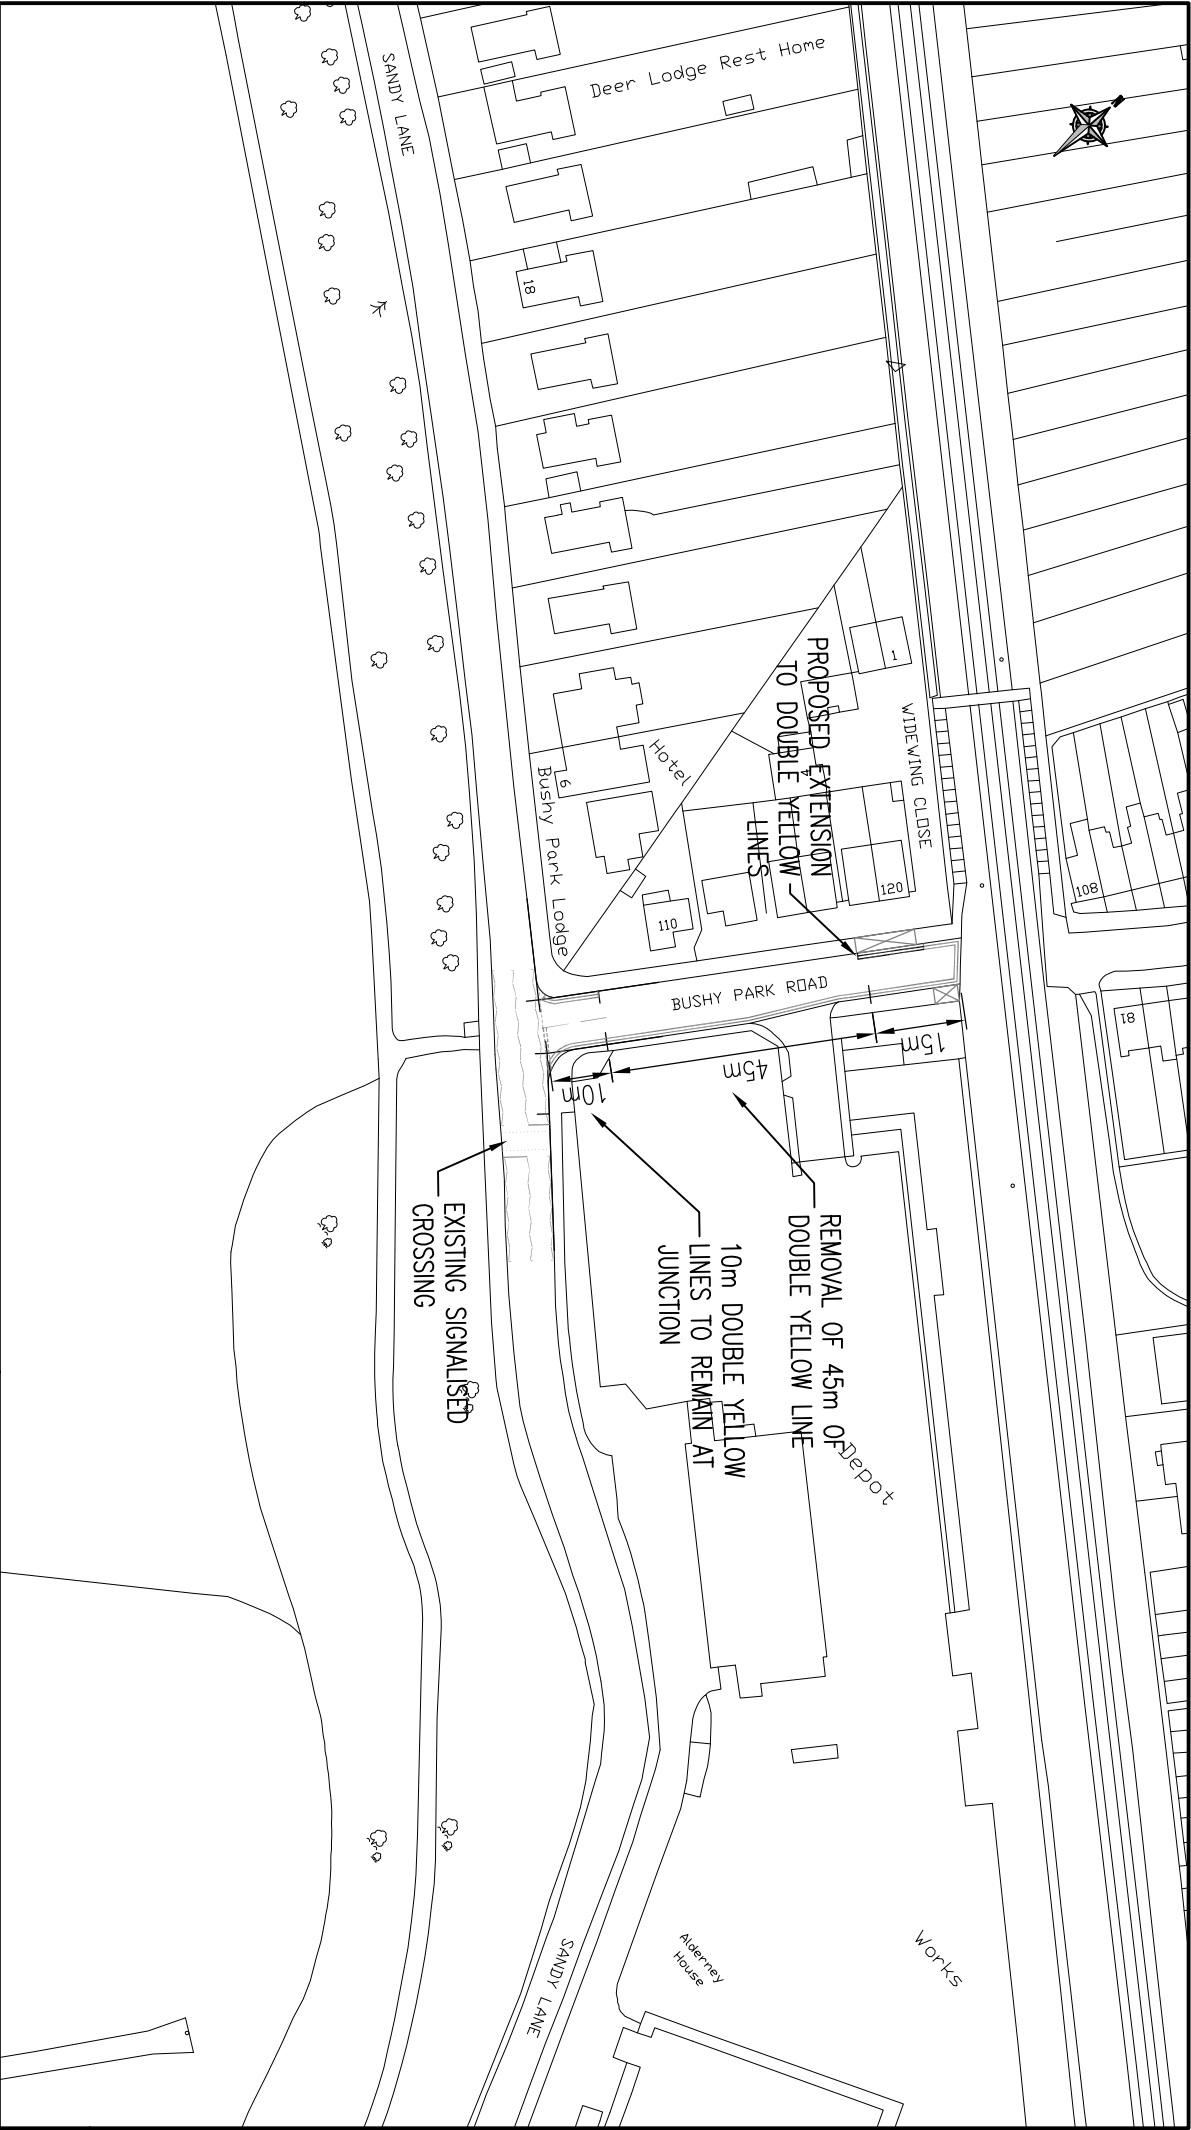 SANDY LANE
Deer Lodge Rest Home
18
1
WIDEWING CLOSE
PROPOSED EXTENSION
TO DOUBLE YELLOW
LINES
4
Hotel
6
Bushy Park Lodge
120
110
108
81
BUSHY PARK ROAD
15m
45m
10m
REMOVAL OF 45m OF
DOUBLE YELLOW LINE
10m DOUBLE YELLOW
LINES TO REMAIN AT
JUNCTION
EXISTING SIGNALISED
CROSSING
Depot
Works
Alderney
House
SANDY LANE